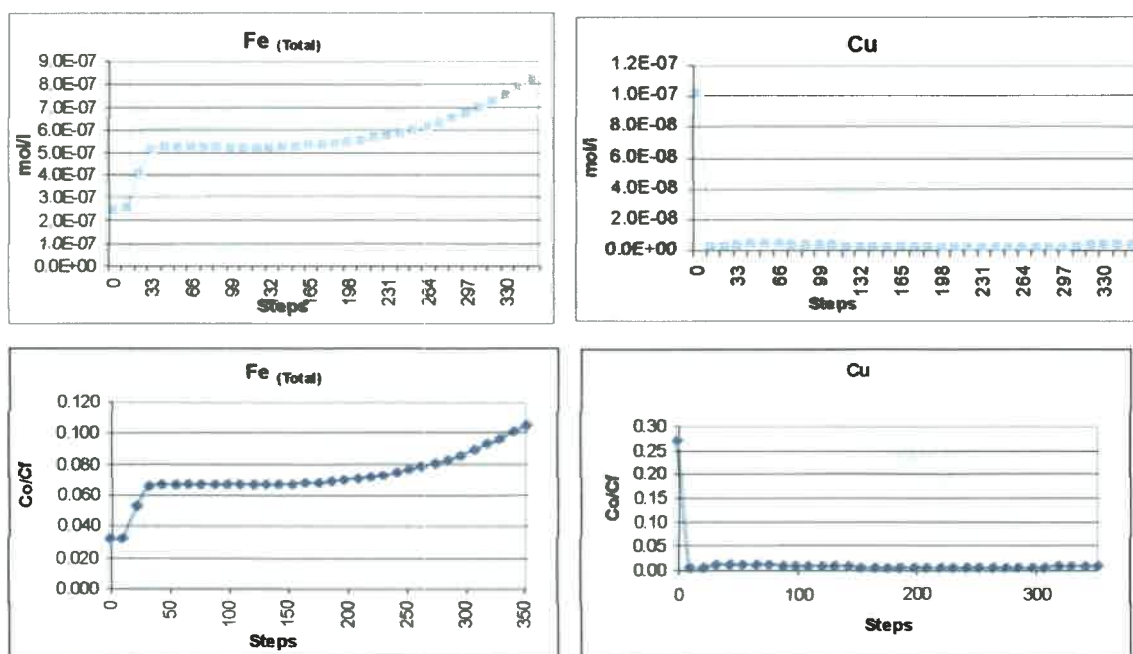 Fe (Total)
9.0E-07
8.0E-07
7.0E-07
6.0E-07
5.0E-07
4.0E-07
3.0E-07
2.0E-07
1.0E-07
0.0E+00
mol/l
0 33 66 99 132 165 198 231 264 297 330
Steps
Cu
1.2E-07
1.0E-07
8.0E-08
6.0E-08
4.0E-08
2.0E-08
0.0E+00
mol/l
0 33 66 99 132 165 198 231 264 297 330
Steps
Fe (Total)
0.120
0.100
0.080
0.060
0.040
0.020
0.000
Co/Cf
0 50 100 150 200 250 300 350
Steps
Cu
0.30
0.25
0.20
0.15
0.10
0.05
0.00
Co/Cf
0 100 200 300
Steps